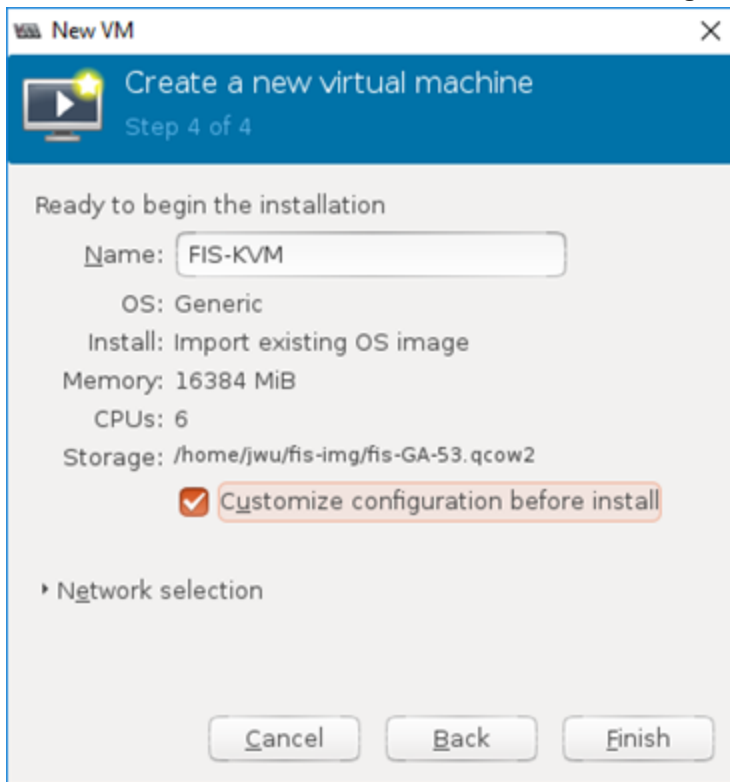 New VM
Create a new virtual machine
Step 4 of 4
Ready to begin the installation
Name: FIS-KVM
OS: Generic
Install: Import existing OS image
Memory: 16384 MiB
CPUs: 6
Storage: /home/jwu/fis-img/fis-GA-53.qcow2
Customize configuration before install
Network selection
Cancel Back Finish